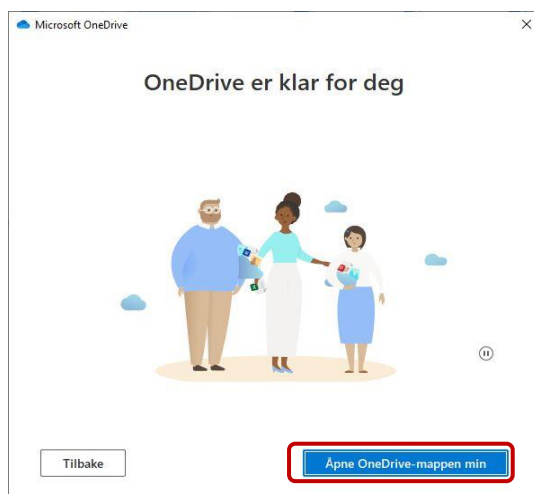 Microsoft OneDrive
OneDrive er klar for deg
Tilbake
Åpne OneDrive-mappen min